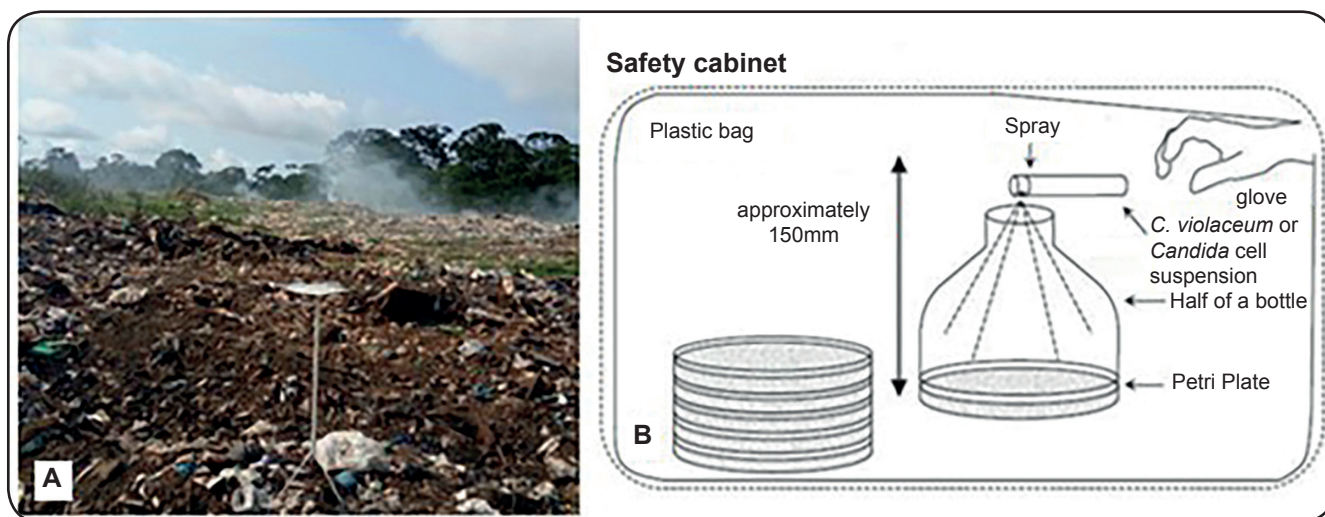 A
Safety cabinet
Plastic bag
Spray
approximately
150mm
glove
C. violaceum or
Candida cell
suspension
Half of a bottle
Petri Plate
B